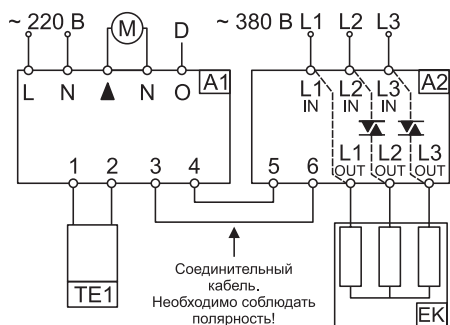 ~ 220 В M D ~ 380 В L1 L2 L3
L N ▲ N O A1 L1 IN L2 IN L3 IN A2
L1 OUT L2 OUT L3 OUT
1 2 3 4 5 6
TE1
Соединительный
кабель.
Необходимо соблюдать
полярность!
EK